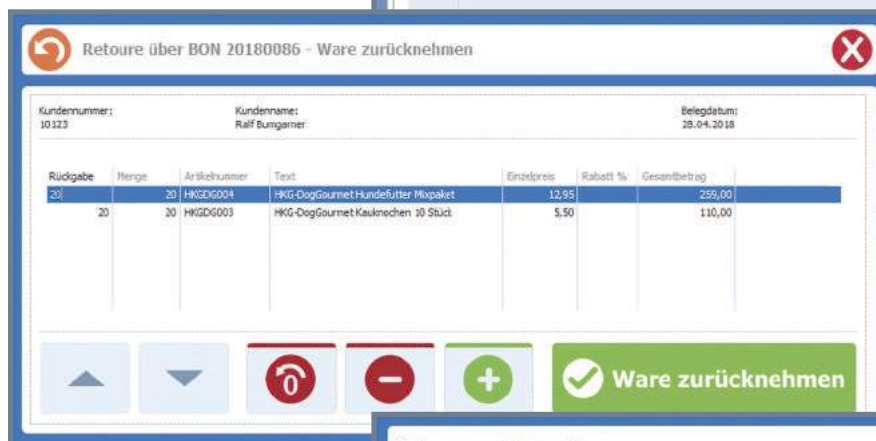 Retoure über BON 20180086 - Ware zurücknehmen
Kundennummer: Kundenname: Belegdatum:
10123 Ralf Bumgarner 28.04.2018
Rückgabe Menge Artikelnummer Text Einzelpreis Rabatt % Gesamtbetrag
20 20 HKGDG004 HKG-DogGourmet Hundefutter Mixpaket 12,95 259,00
20 20 HKGDG003 HKG-DogGourmet Kauknochen 10 Stück 5,50 110,00
0 Ware zurücknehmen